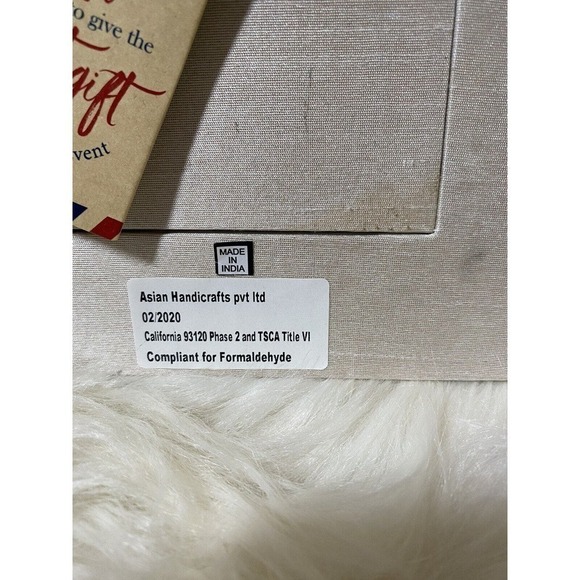 to give the
gift
vent
MADE
IN
INDIA
Asian Handicrafts pvt ltd
02/2020
California 93120 Phase 2 and TSCA Title VI
Compliant for Formaldehyde